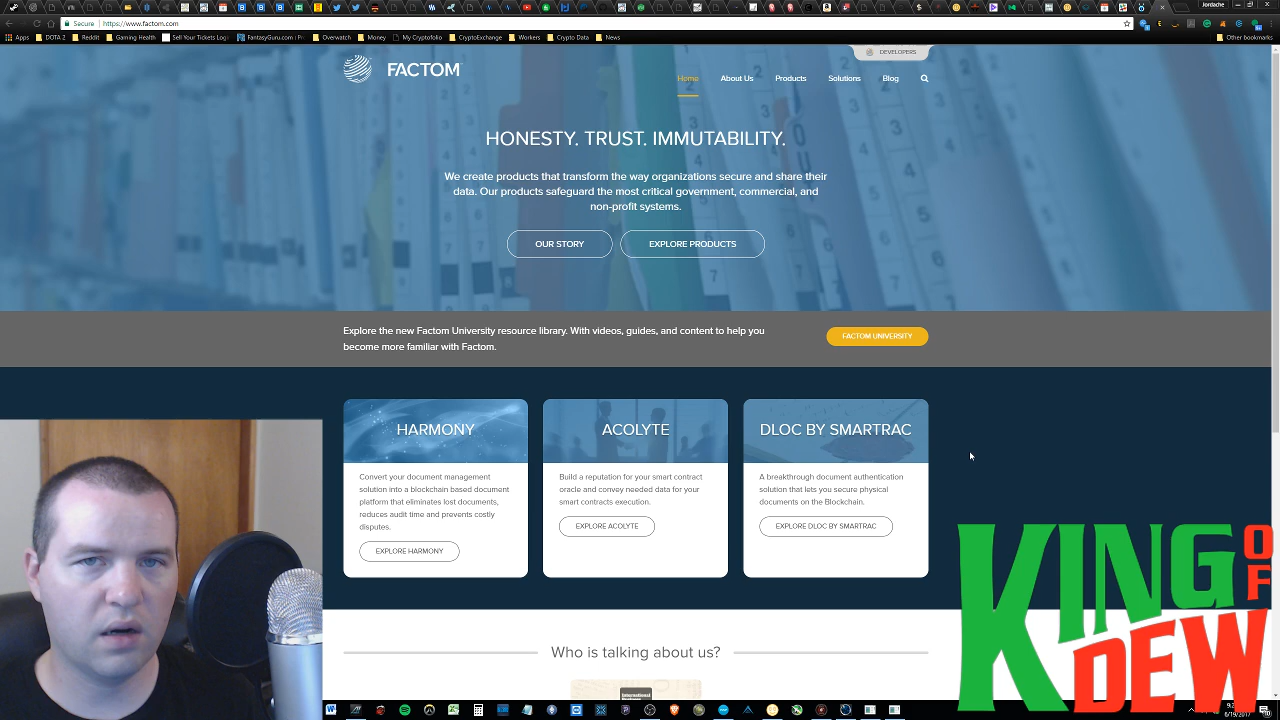 Jordache
Secure
https://www.factom.com
Apps
DOTA 2
Reddit
Gaming Health
Sell Your Tickets
FantasyGuru.com
Overwatch
Money
My Cryptofolio
CryptoExchange
Workers
Crypto Data
News
Other bookmarks
DEVELOPERS
FACTOM
Home
About Us
Products
Solutions
Blog
HONESTY. TRUST. IMMUTABILITY.
We create products that transform the way organizations secure and share their
data. Our products safeguard the most critical government, commercial, and
non-profit systems.
OUR STORY
EXPLORE PRODUCTS
Explore the new Factom University resource library. With videos, guides, and content to help you
become more familiar with Factom.
FACTOM UNIVERSITY
HARMONY
Convert your document management
solution into a blockchain based document
platform that eliminates lost documents,
reduces audit time and prevents costly
disputes.
EXPLORE HARMONY
ACOLYTE
Build a reputation for your smart contract
oracle and convey needed data for your
smart contracts execution.
EXPLORE ACOLYTE
DLOC BY SMARTRAC
A breakthrough document authentication
solution that lets you secure physical
documents on the Blockchain.
EXPLORE DLOC BY SMARTRAC
Who is talking about us?
International
KING OF DEW
6/19/2017